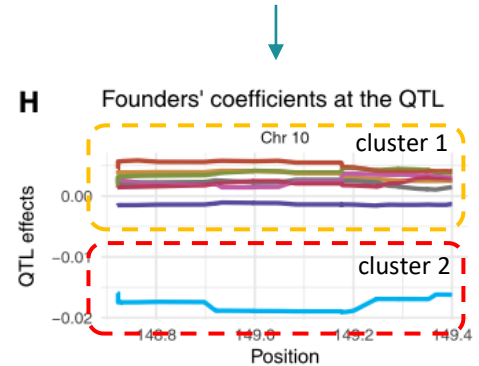 H Founders' coefficients at the QTL
Chr 10
cluster 1
0.00
QTL effects
-0.01
cluster 2
-0.02
148.8 149.0 149.2 149.4
Position